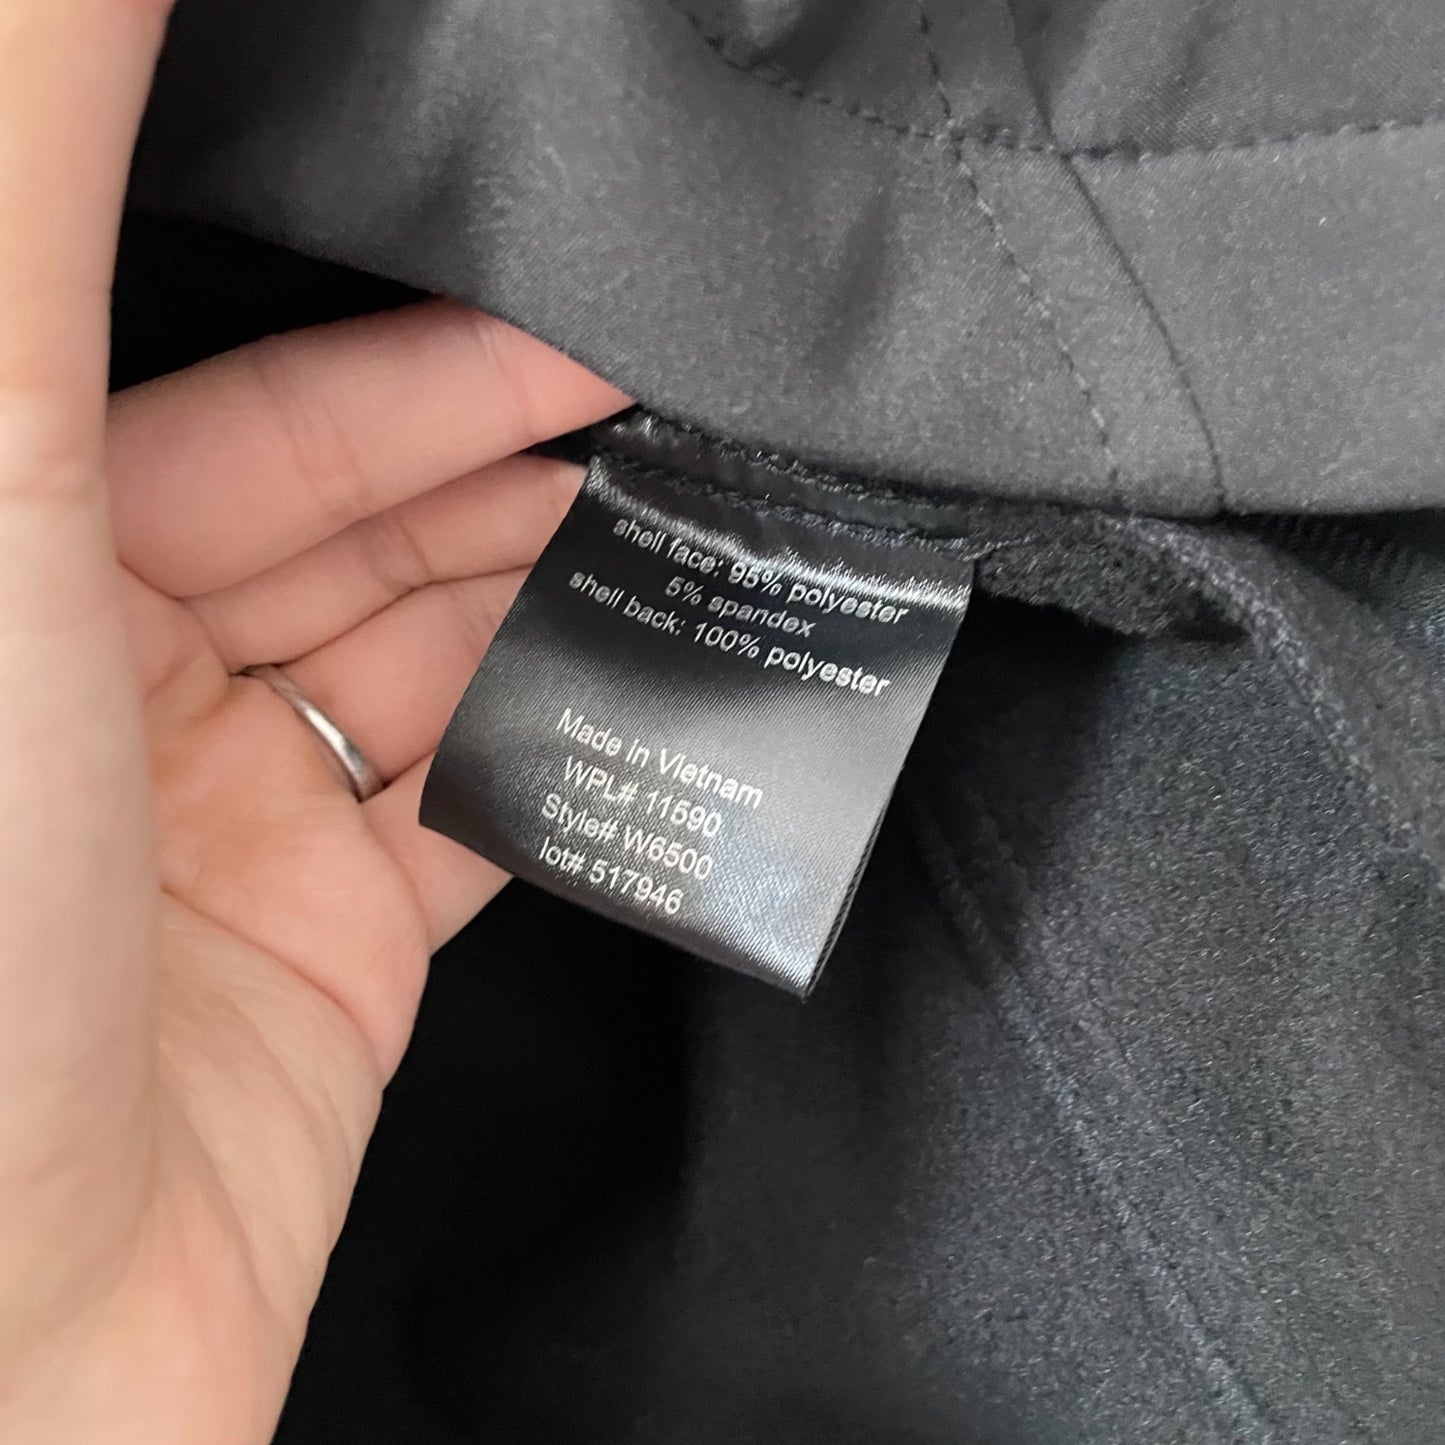 shell face: 95% polyester
5% spandex
shell back: 100% polyester
Made in Vietnam
WPL# 11590
Style# W6500
lot# 517946